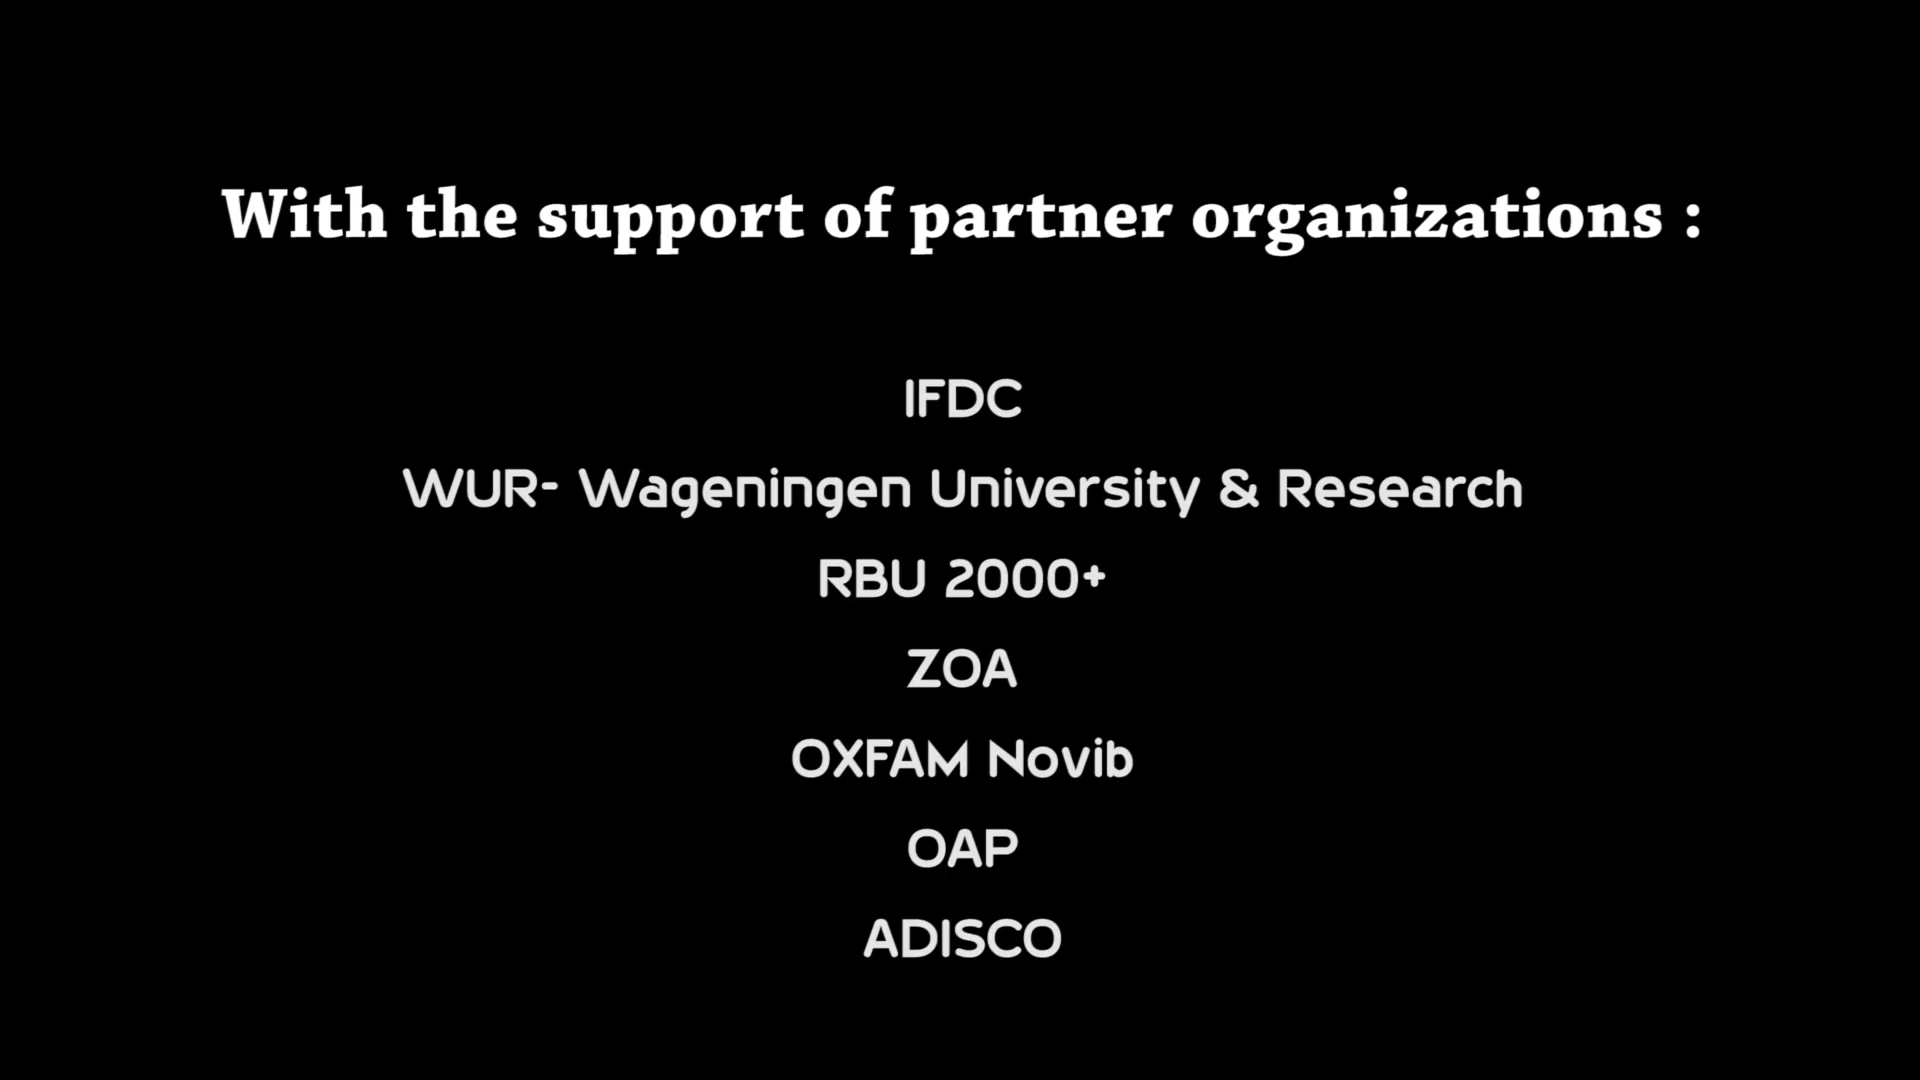 With the support of partner organizations :
IFDC
WUR- Wageningen University & Research
RBU 2000+
ZOA
OXFAM Novib
OAP
ADISCO